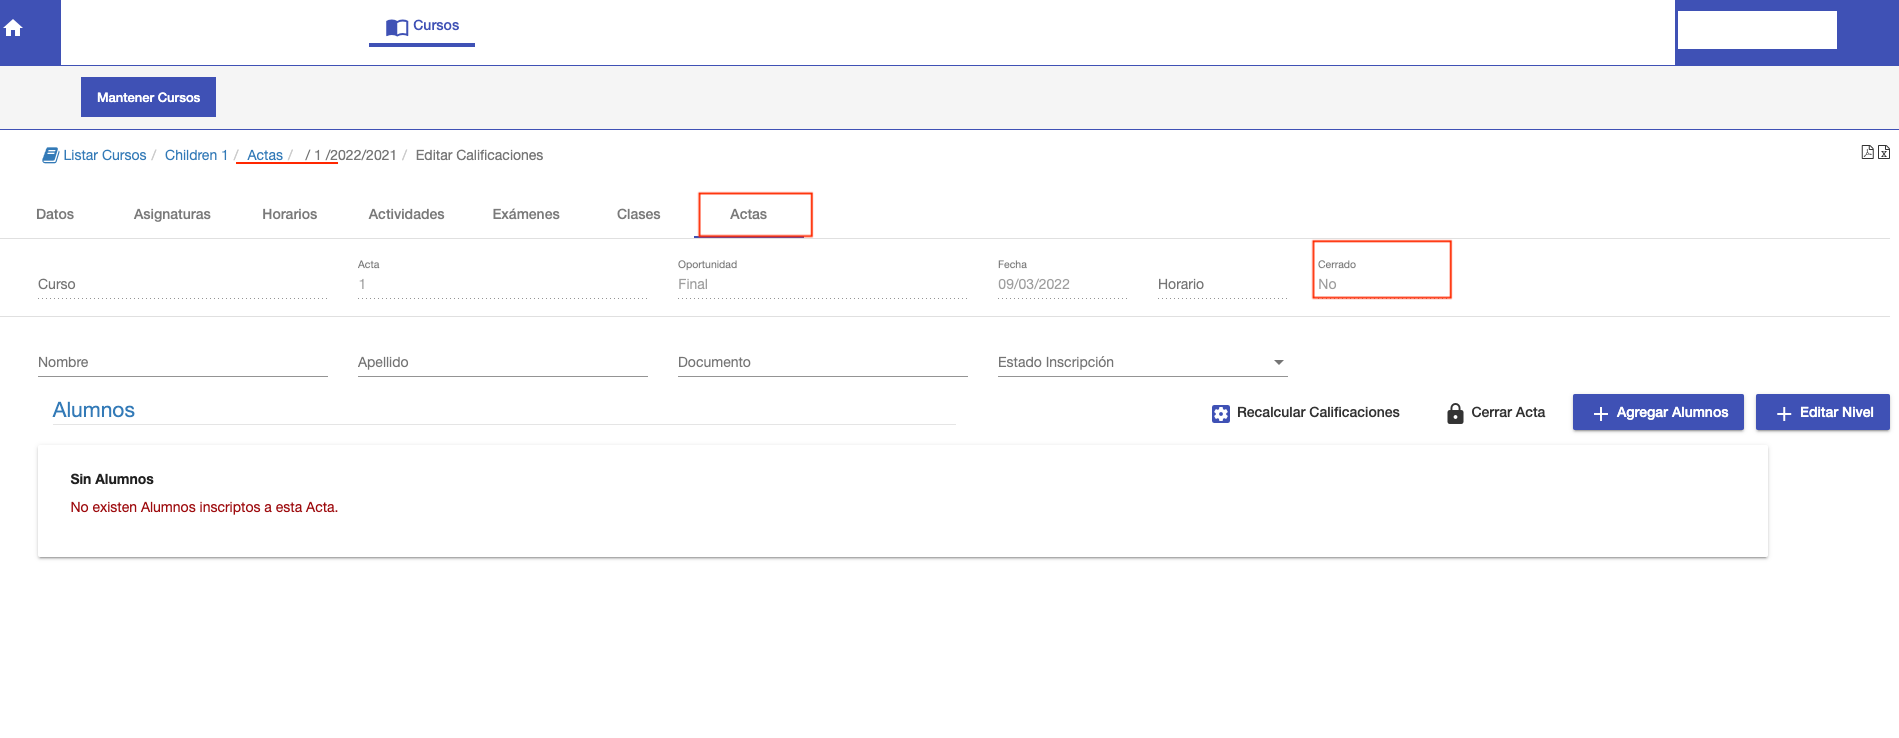 Cursos
Mantener Cursos
Listar Cursos / Children 1 / Actas / / 1 /2022/2021 / Editar Calificaciones
Datos Asignaturas Horarios Actividades Exámenes Clases Actas
Acta Oportunidad Fecha Cerrado
Curso 1 Final 09/03/2022 Horario No
Nombre Apellido Documento Estado Inscripción
Alumnos Recalcular Calificaciones Cerrar Acta + Agregar Alumnos + Editar Nivel
Sin Alumnos
No existen Alumnos inscriptos a esta Acta.